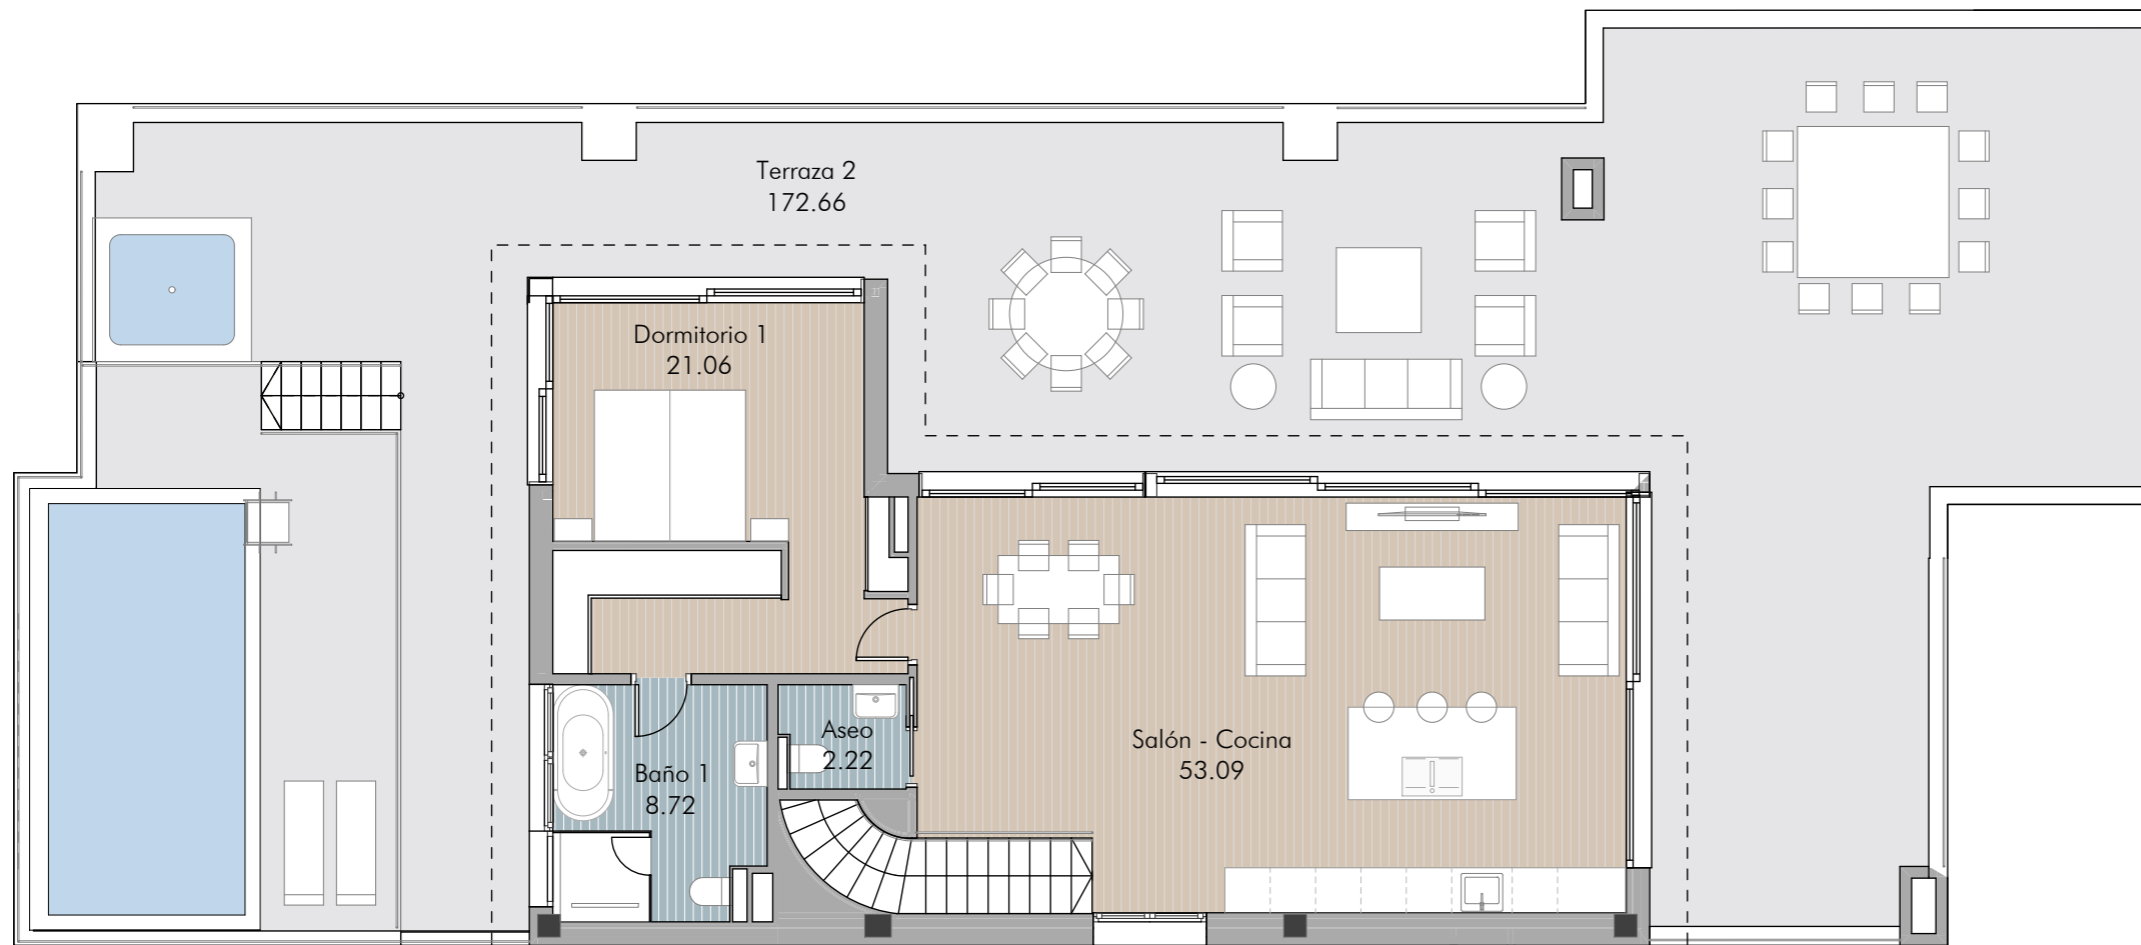 Terraza 2
172.66
Dormitorio 1
21.06
Aseo
2.22
Salón - Cocina
53.09
Baño 1
8.72